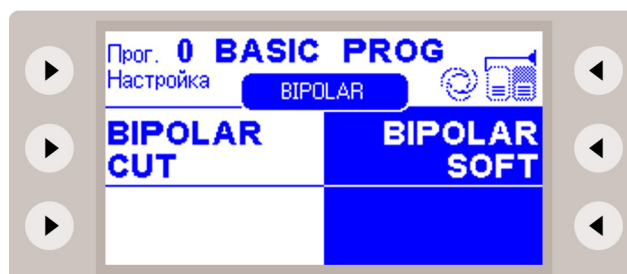 Прог. 0 BASIC PROG
Настройка
BIPOLAR
BIPOLAR CUT
BIPOLAR SOFT